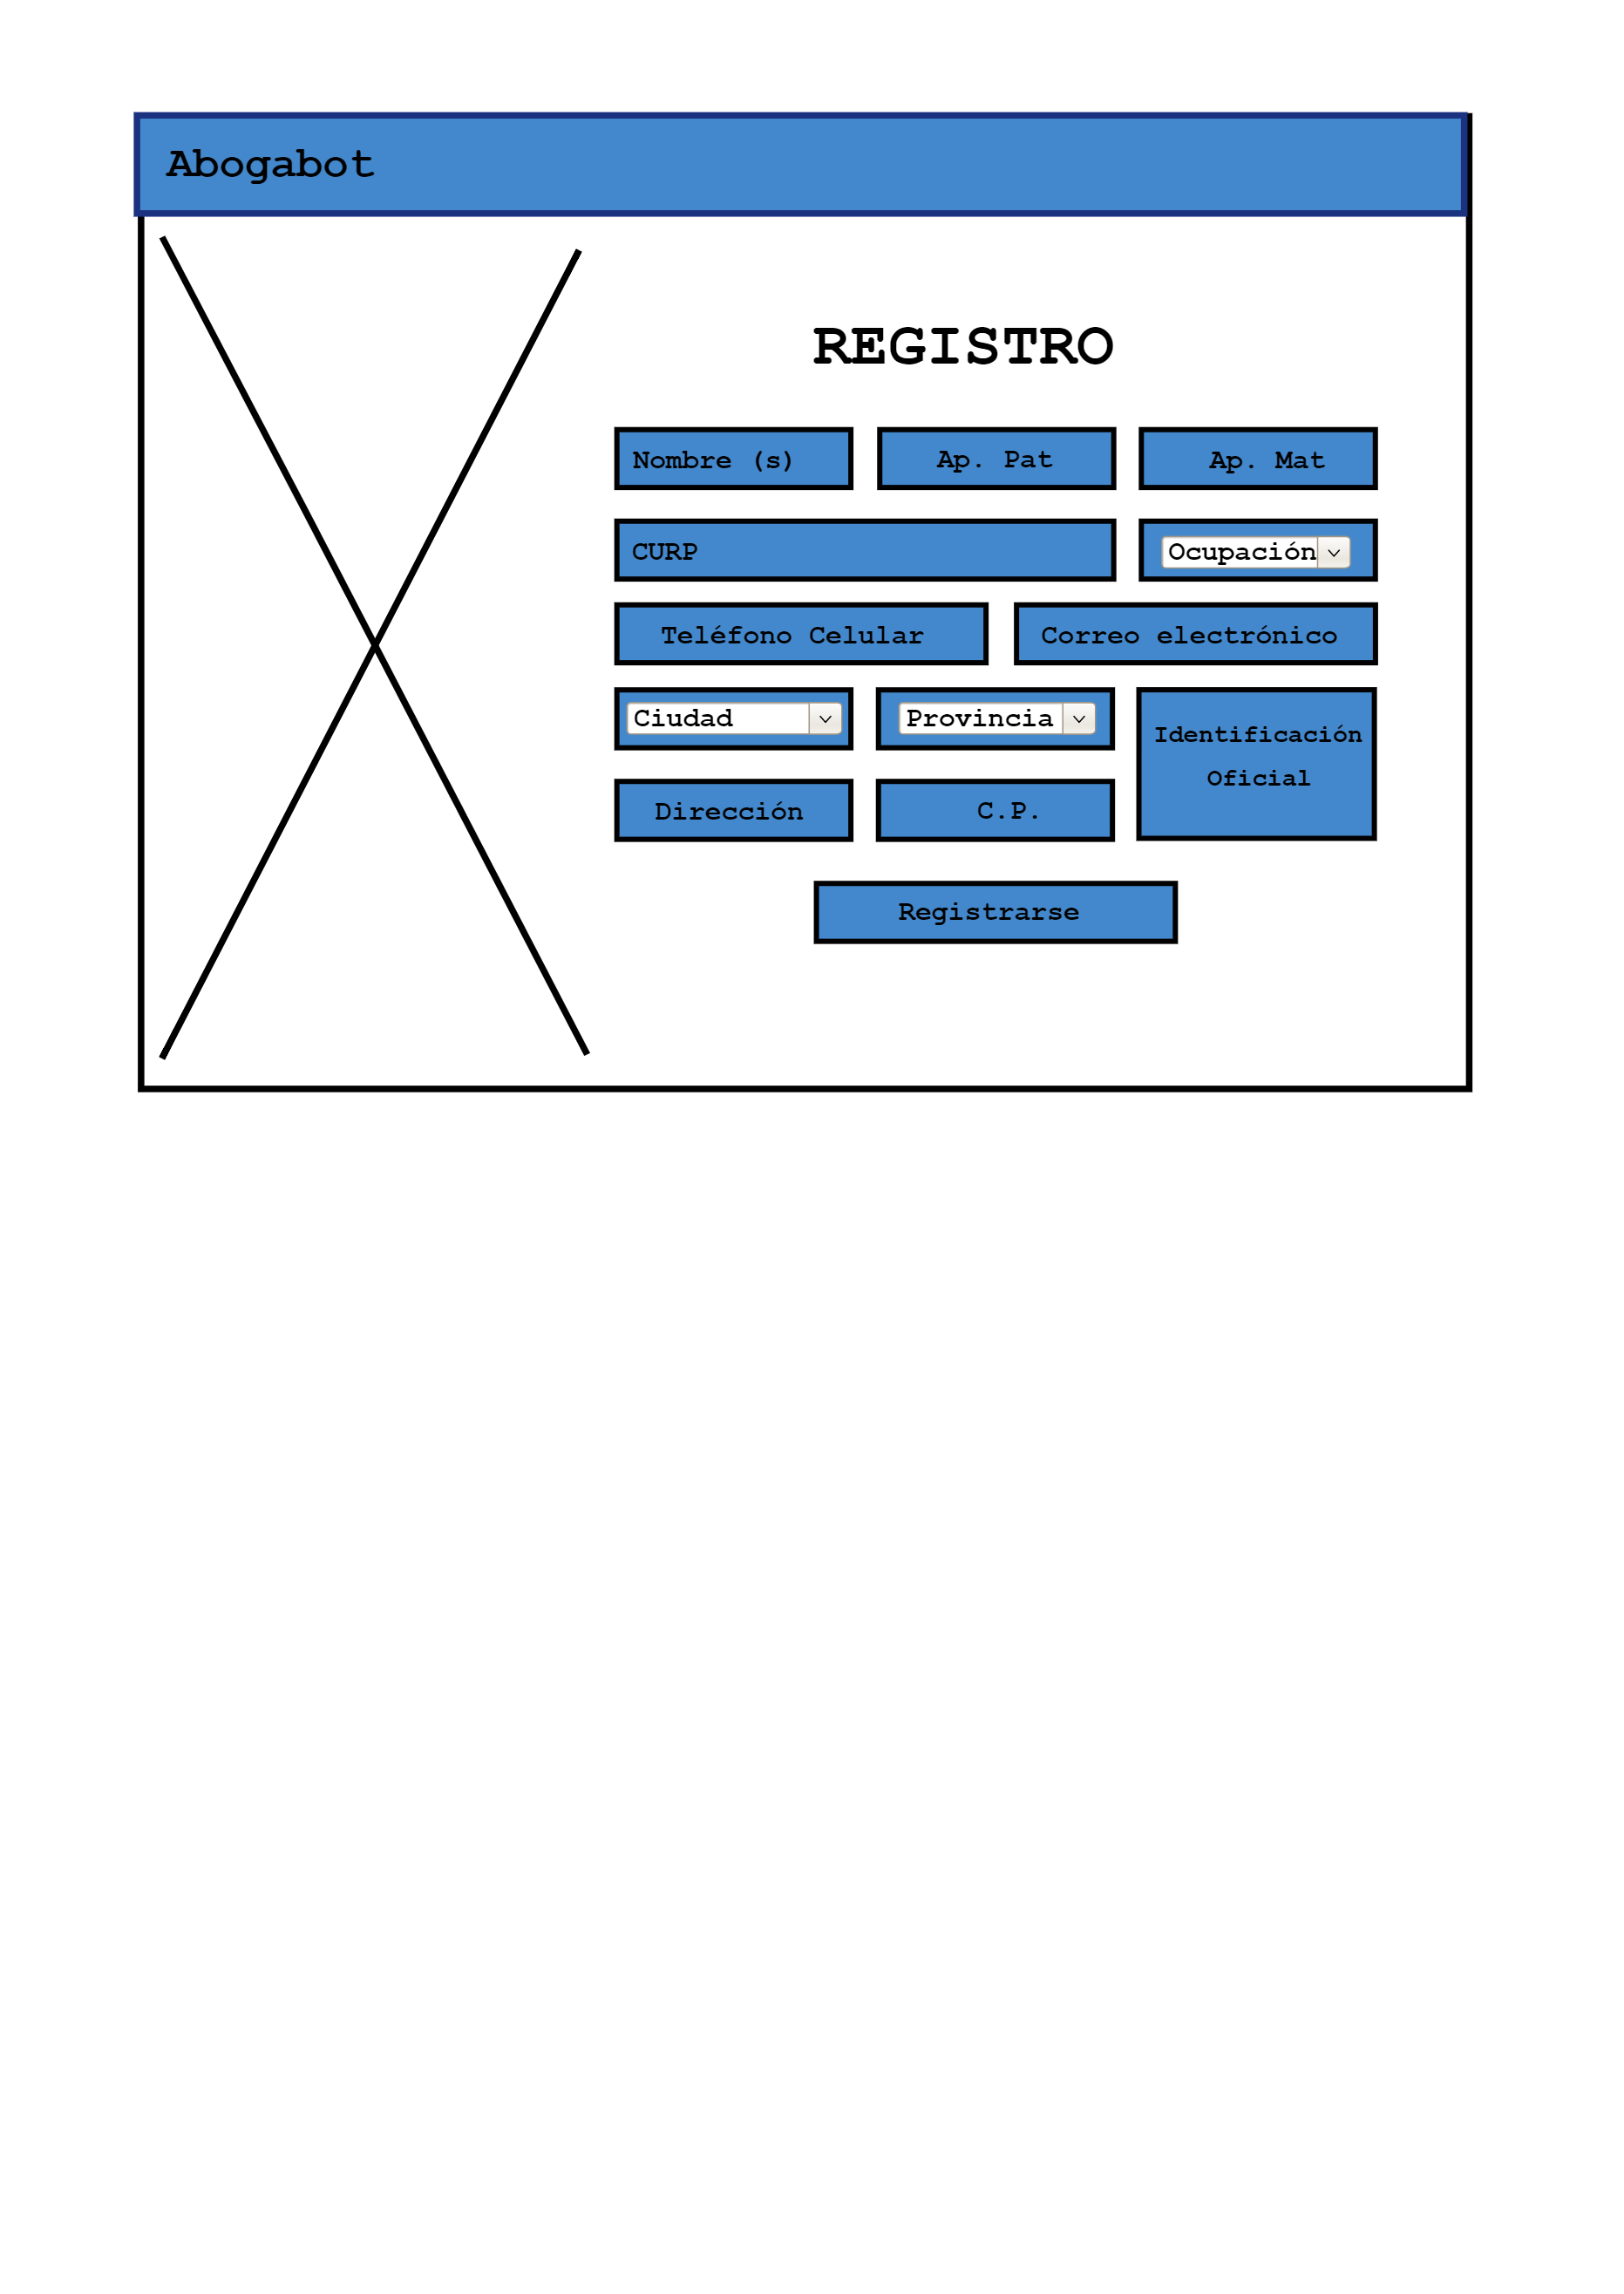 Abogabot
REGISTRO
Nombre (s)
Ap. Pat
Ap. Mat
CURP
Ocupación
Teléfono Celular
Correo electrónico
Ciudad
Provincia
Identificación
Oficial
Dirección
C.P.
Registrarse